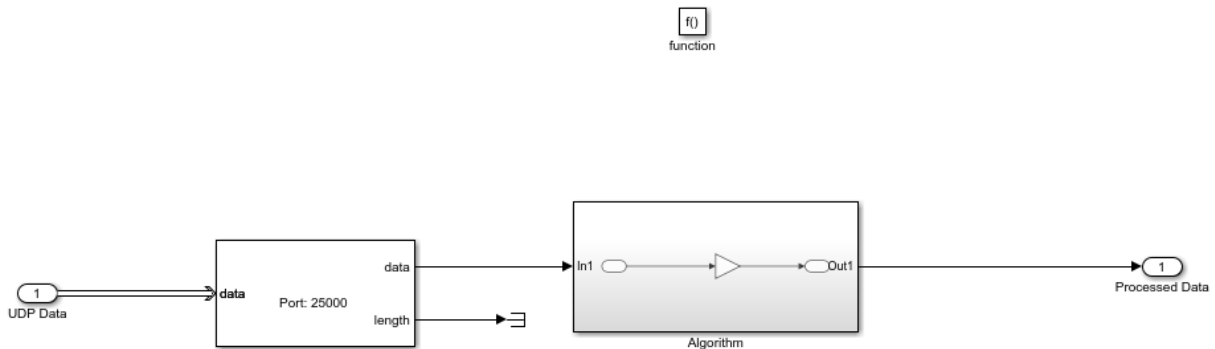 f()
function
1
UDP Data
data
Port: 25000
data
length
In1
Out1
Algorithm
1
Processed Data